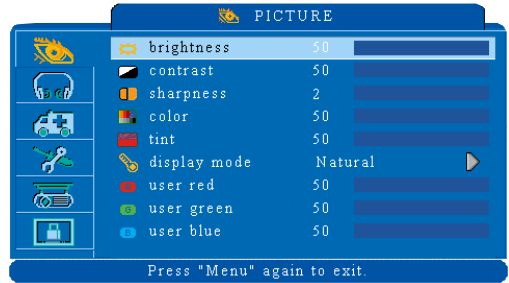 PICTURE
brightness 50
contrast 50
sharpness 2
color 50
tint 50
display mode Natural
user red 50
user green 50
user blue 50
Press "Menu" again to exit.